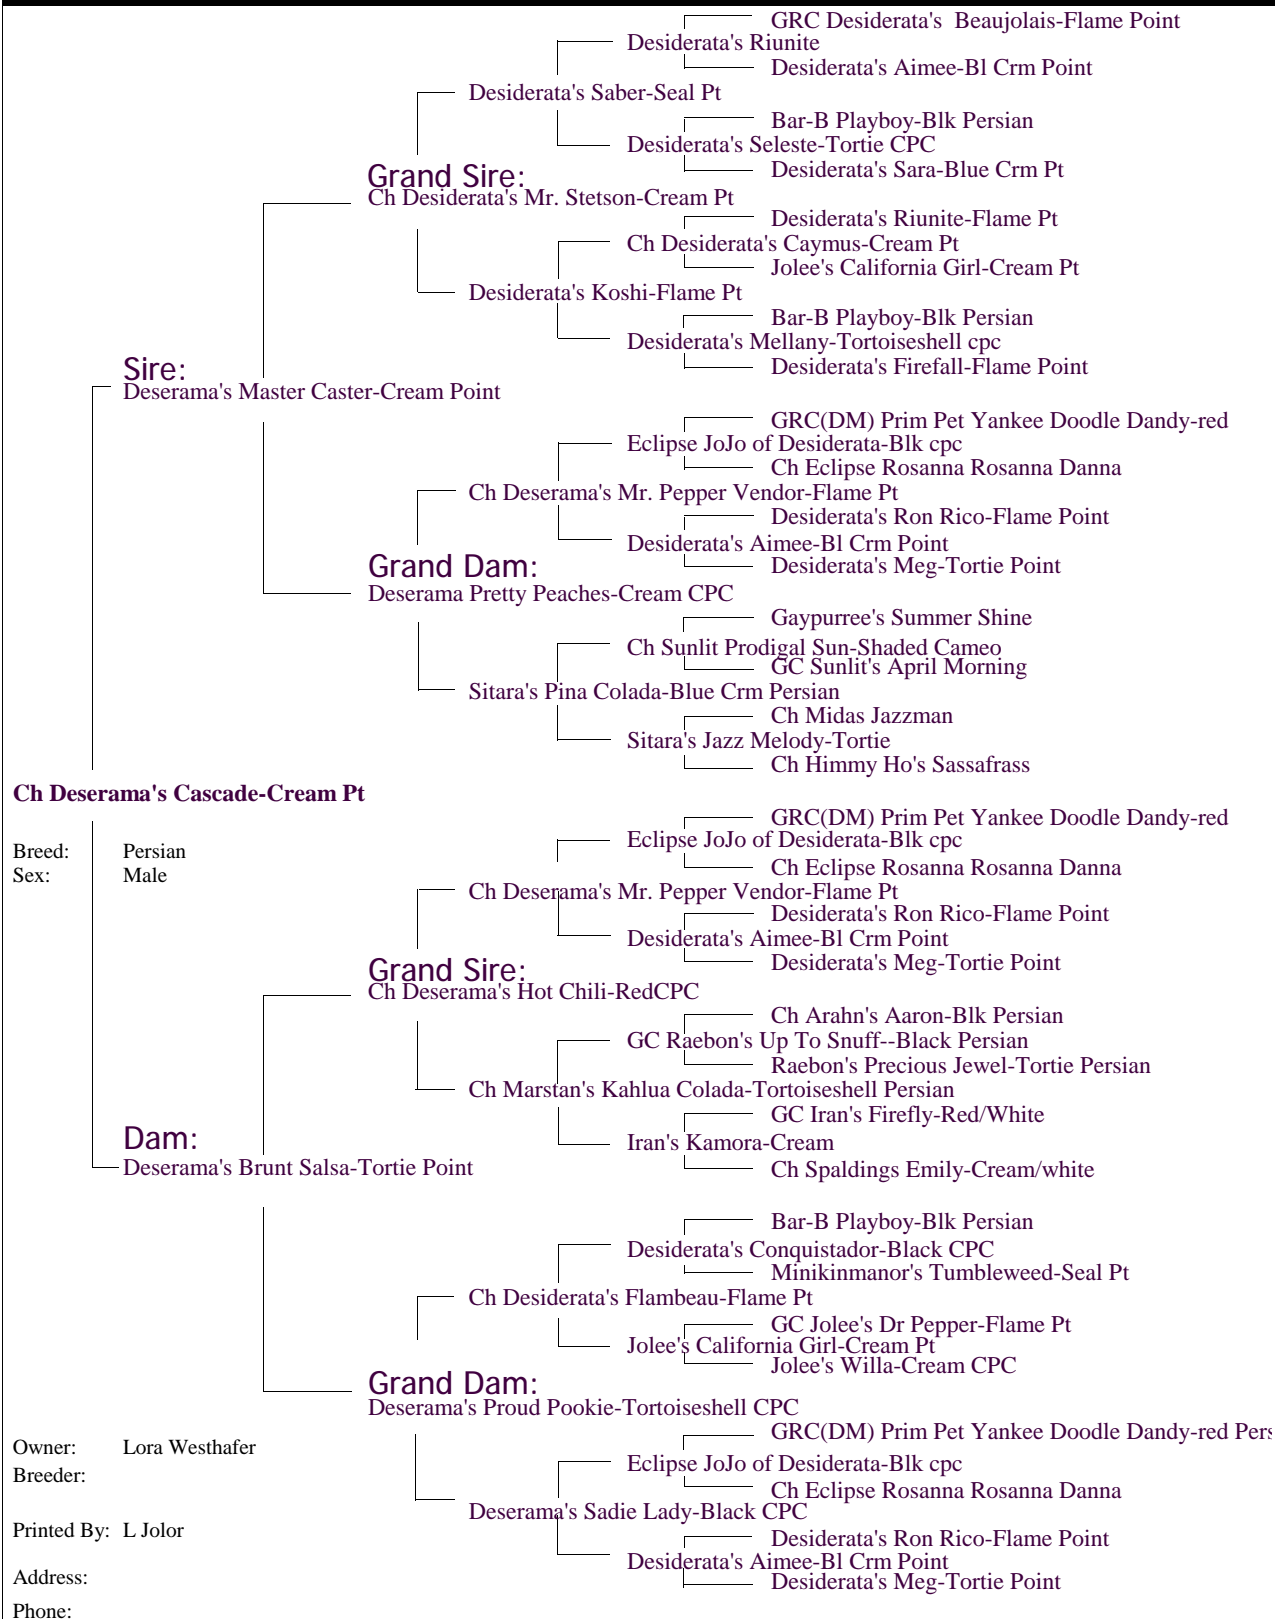 GRC Desiderata's  Beaujolais-Flame Point
Desiderata's Riunite
Desiderata's Aimee-Bl Crm Point
Desiderata's Saber-Seal Pt
Bar-B Playboy-Blk Persian
Desiderata's Seleste-Tortie CPC
Desiderata's Sara-Blue Crm Pt
Grand Sire:
Ch Desiderata's Mr. Stetson-Cream Pt
Desiderata's Riunite-Flame Pt
Ch Desiderata's Caymus-Cream Pt
Jolee's California Girl-Cream Pt
Desiderata's Koshi-Flame Pt
Bar-B Playboy-Blk Persian
Desiderata's Mellany-Tortoiseshell cpc
Desiderata's Firefall-Flame Point
Sire:
Deserama's Master Caster-Cream Point
GRC(DM) Prim Pet Yankee Doodle Dandy-red
Eclipse JoJo of Desiderata-Blk cpc
Ch Eclipse Rosanna Rosanna Danna
Ch Deserama's Mr. Pepper Vendor-Flame Pt
Desiderata's Ron Rico-Flame Point
Desiderata's Aimee-Bl Crm Point
Desiderata's Meg-Tortie Point
Grand Dam:
Deserama Pretty Peaches-Cream CPC
Gaypurree's Summer Shine
Ch Sunlit Prodigal Sun-Shaded Cameo
GC Sunlit's April Morning
Sitara's Pina Colada-Blue Crm Persian
Ch Midas Jazzman
Sitara's Jazz Melody-Tortie
Ch Himmy Ho's Sassafrass
Ch Deserama's Cascade-Cream Pt
Breed: Persian
Sex: Male
GRC(DM) Prim Pet Yankee Doodle Dandy-red
Eclipse JoJo of Desiderata-Blk cpc
Ch Eclipse Rosanna Rosanna Danna
Ch Deserama's Mr. Pepper Vendor-Flame Pt
Desiderata's Ron Rico-Flame Point
Desiderata's Aimee-Bl Crm Point
Desiderata's Meg-Tortie Point
Grand Sire:
Ch Deserama's Hot Chili-RedCPC
Ch Arahn's Aaron-Blk Persian
GC Raebon's Up To Snuff--Black Persian
Raebon's Precious Jewel-Tortie Persian
Ch Marstan's Kahlua Colada-Tortoiseshell Persian
GC Iran's Firefly-Red/White
Iran's Kamora-Cream
Ch Spaldings Emily-Cream/white
Dam:
Deserama's Brunt Salsa-Tortie Point
Bar-B Playboy-Blk Persian
Desiderata's Conquistador-Black CPC
Minikinmanor's Tumbleweed-Seal Pt
Ch Desiderata's Flambeau-Flame Pt
GC Jolee's Dr Pepper-Flame Pt
Jolee's California Girl-Cream Pt
Jolee's Willa-Cream CPC
Grand Dam:
Deserama's Proud Pookie-Tortoiseshell CPC
GRC(DM) Prim Pet Yankee Doodle Dandy-red Pers
Eclipse JoJo of Desiderata-Blk cpc
Ch Eclipse Rosanna Rosanna Danna
Deserama's Sadie Lady-Black CPC
Desiderata's Ron Rico-Flame Point
Desiderata's Aimee-Bl Crm Point
Desiderata's Meg-Tortie Point
Owner: Lora Westhafer
Breeder:
Printed By: L Jolor
Address:
Phone: